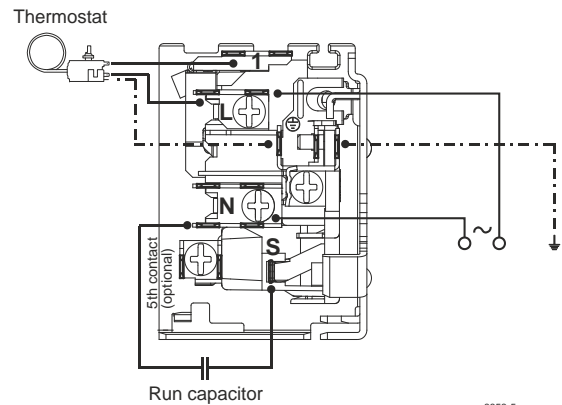 Thermostat
1
L
N
S
5th contact
(optional)
~
Run capacitor